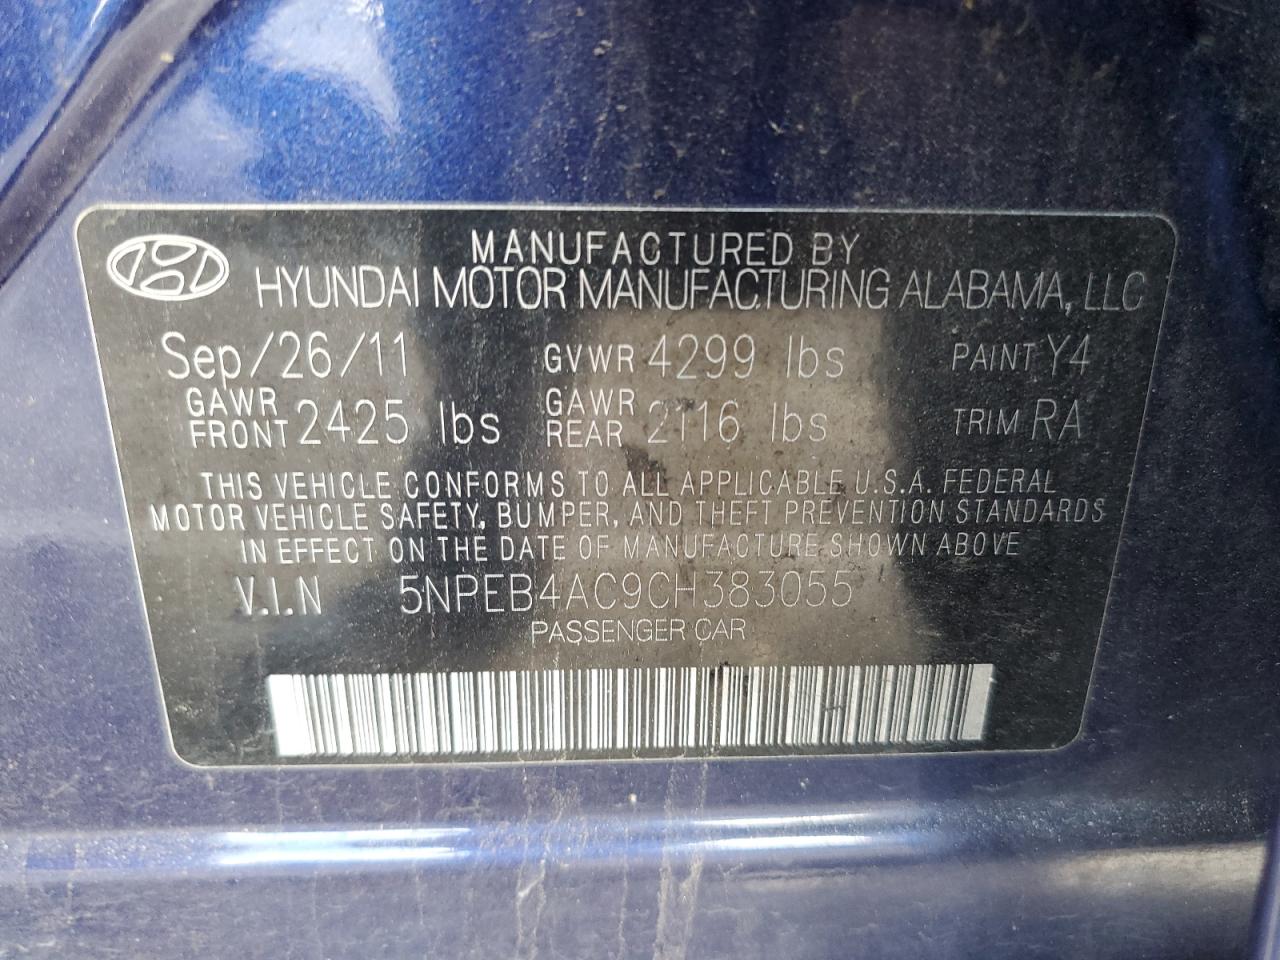 MANUFACTURED BY
HYUNDAI MOTOR MANUFACTURING ALABAMA, LLC
Sep/26/11 GVWR 4299 lbs PAINT Y4
GAWR FRONT 2425 lbs GAWR REAR 2116 lbs TRIM RA
THIS VEHICLE CONFORMS TO ALL APPLICABLE U.S.A. FEDERAL
MOTOR VEHICLE SAFETY, BUMPER, AND THEFT PREVENTION STANDARDS
IN EFFECT ON THE DATE OF MANUFACTURE SHOWN ABOVE
V.I.N 5NPEB4AC9CH383055
PASSENGER CAR